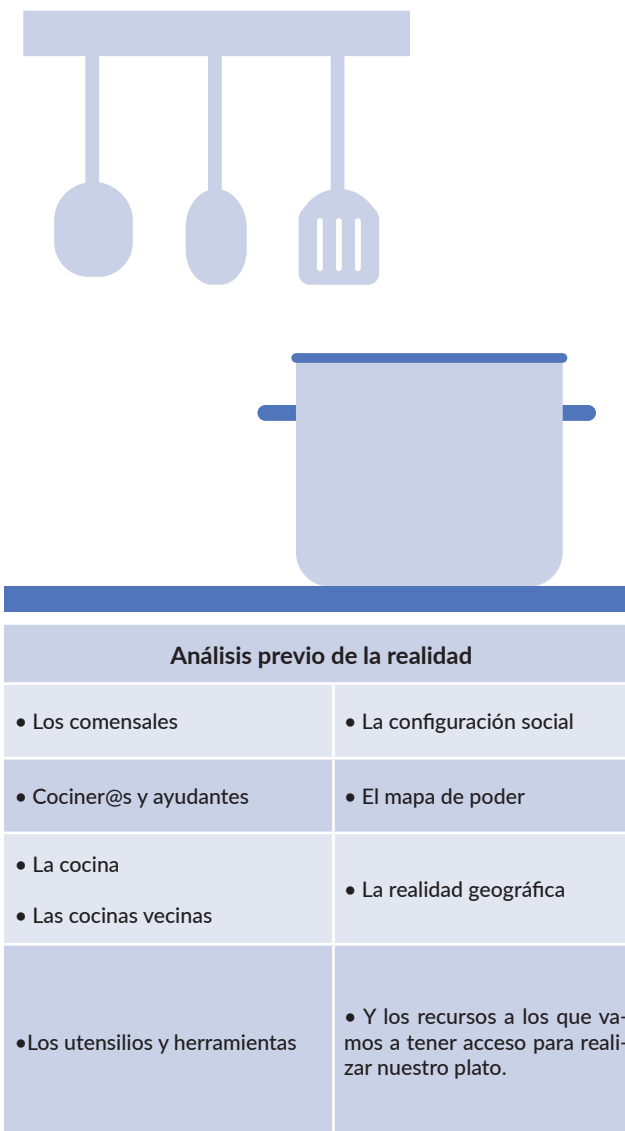 Análisis previo de la realidad
• Los comensales
• La configuración social
• Cociner@s y ayudantes
• El mapa de poder
• La cocina
• Las cocinas vecinas
• La realidad geográfica
•Los utensilios y herramientas
• Y los recursos a los que va-
mos a tener acceso para reali-
zar nuestro plato.